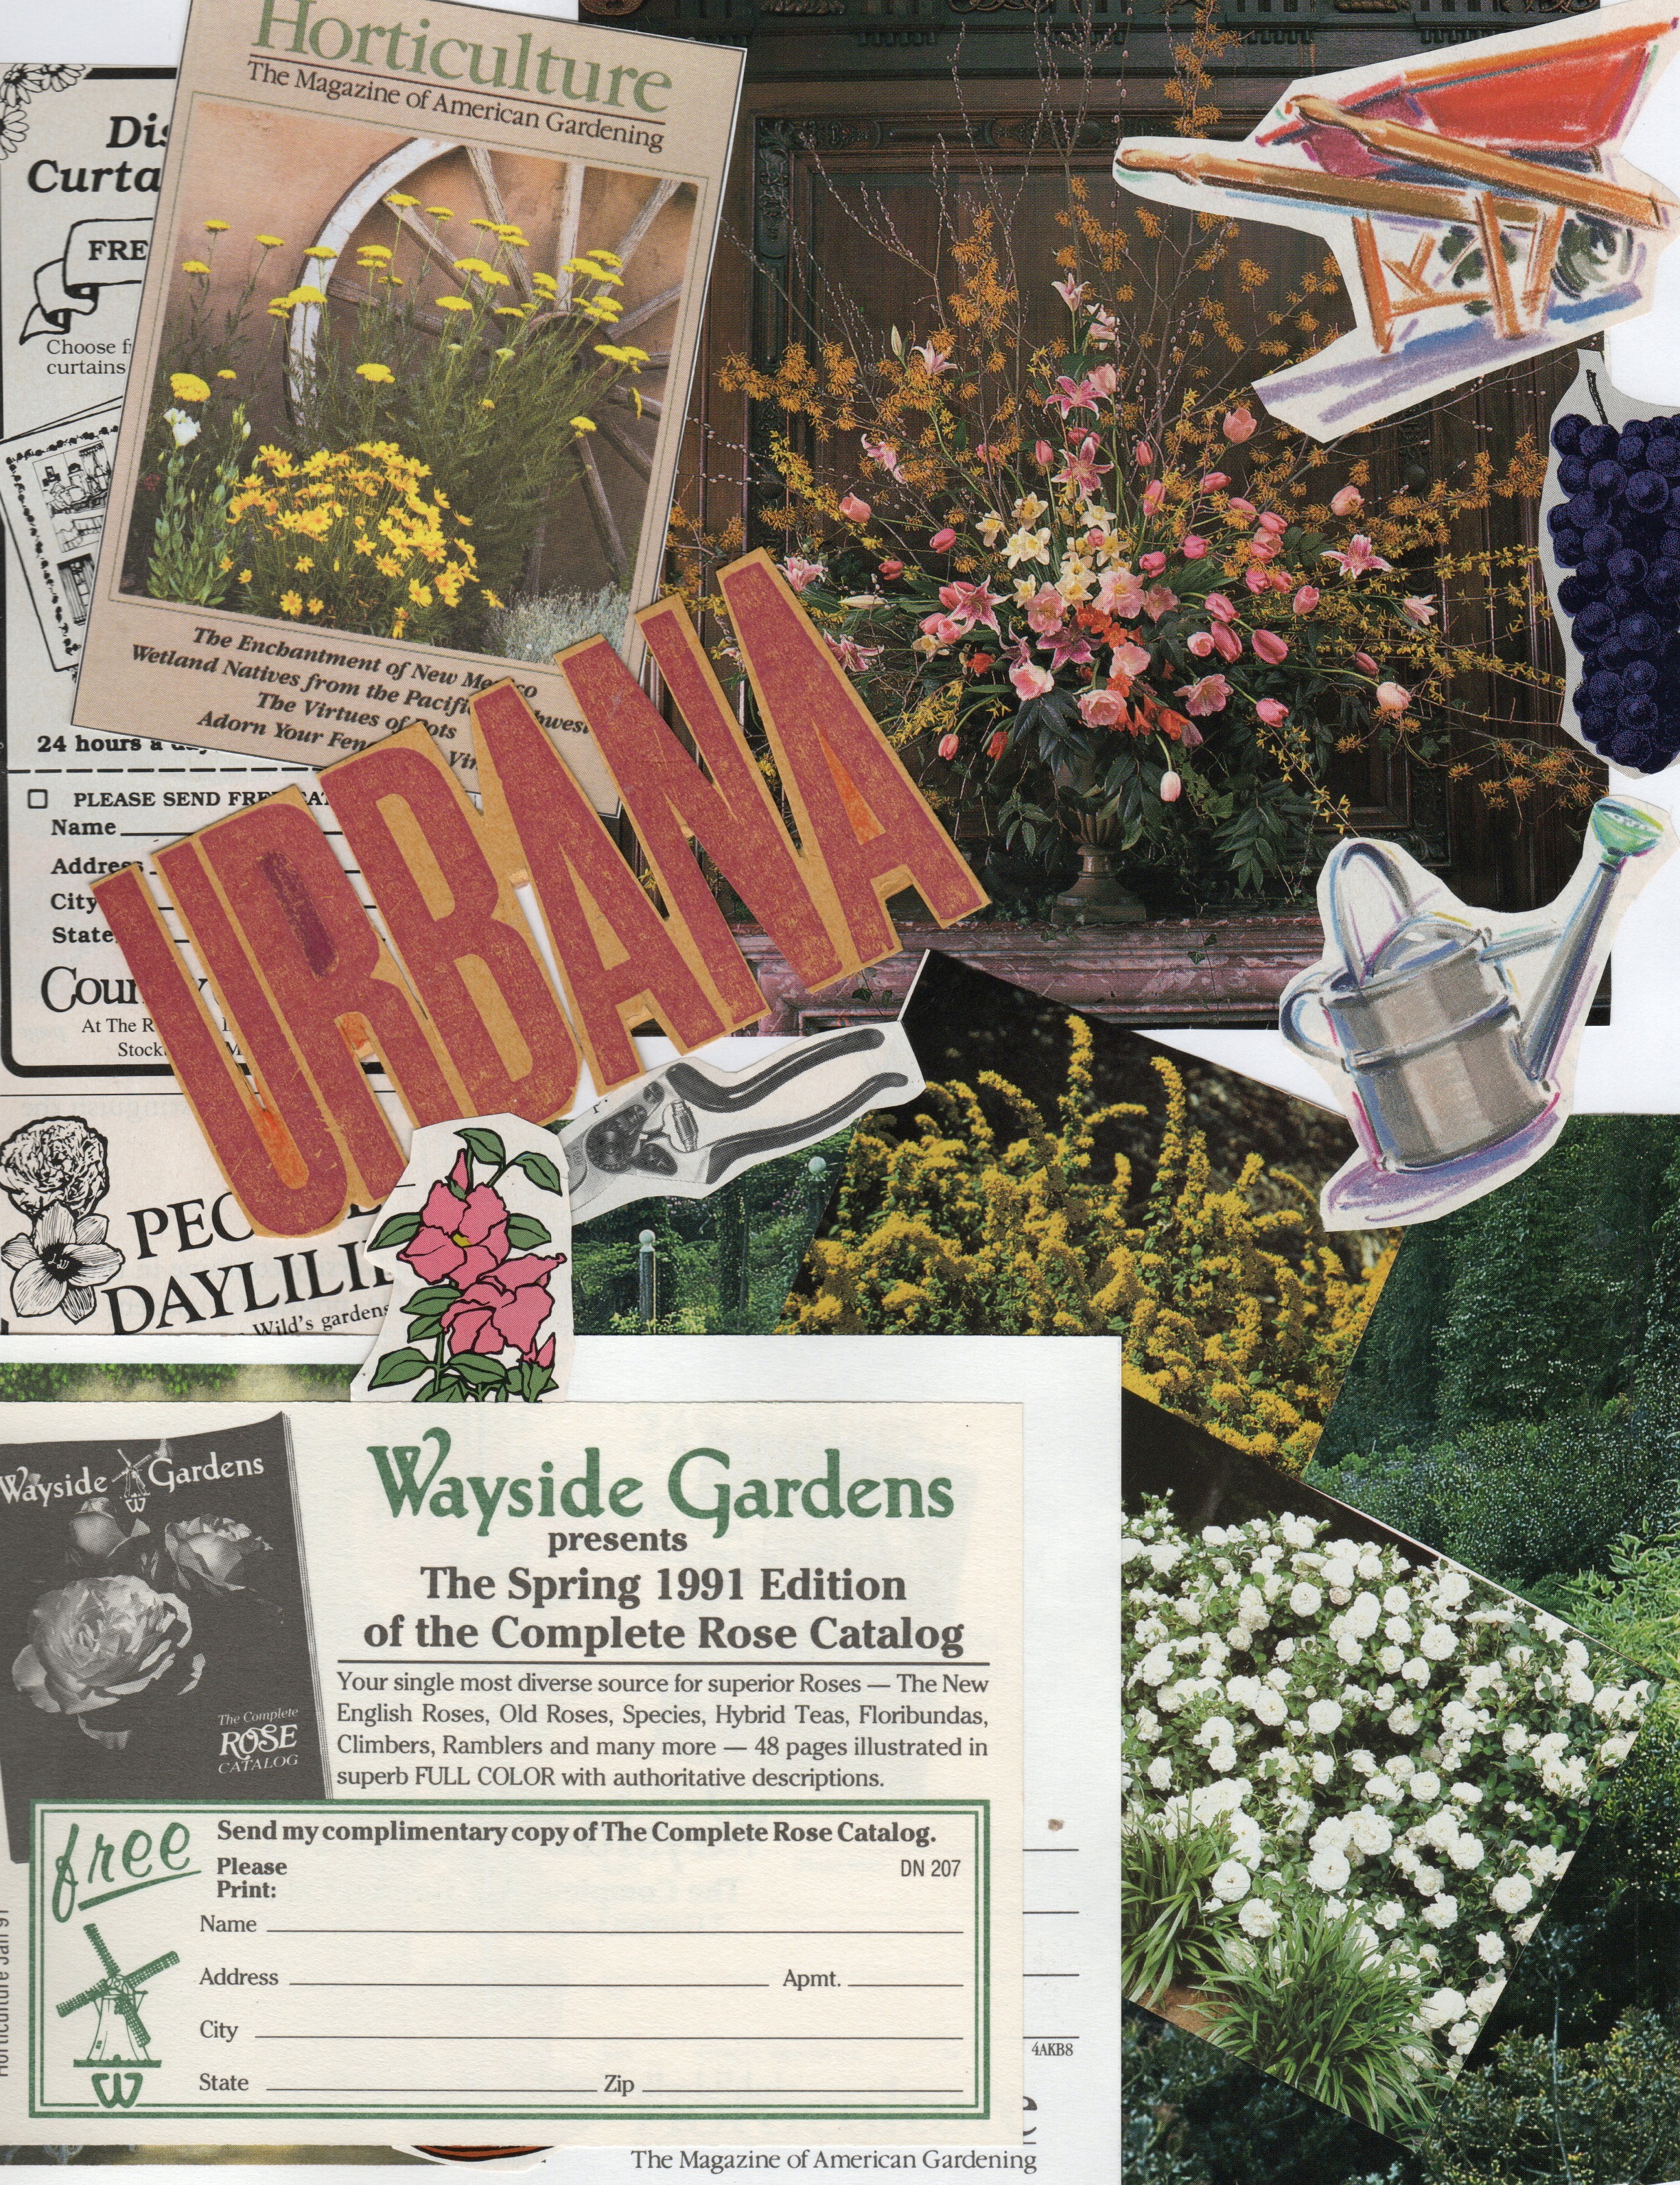 Horticulture
The Magazine of American Gardening
The Enchantment of New Mexico
Wetland Natives from the Pacific
The Virtues of Pots
Adorn Your
URBANA
Dis
Curta
FRE
Choose f
curtains
24 hours a day
PLEASE SEND FREE CAT
Name
Address
City
State
Coun
At The R
Stock
PEO
DAYLILI
Wild's gardens
Wayside Gardens
The Complete
ROSE
CATALOG
Wayside Gardens
presents
The Spring 1991 Edition
of the Complete Rose Catalog
Your single most diverse source for superior Roses — The New
English Roses, Old Roses, Species, Hybrid Teas, Floribundas,
Climbers, Ramblers and many more — 48 pages illustrated in
superb FULL COLOR with authoritative descriptions.
free
Send my complimentary copy of The Complete Rose Catalog.
Please
Print:
DN 207
Name
Address Apmt.
City
State Zip
W
Horticulture Jan 91
4AKB8
The Magazine of American Gardening